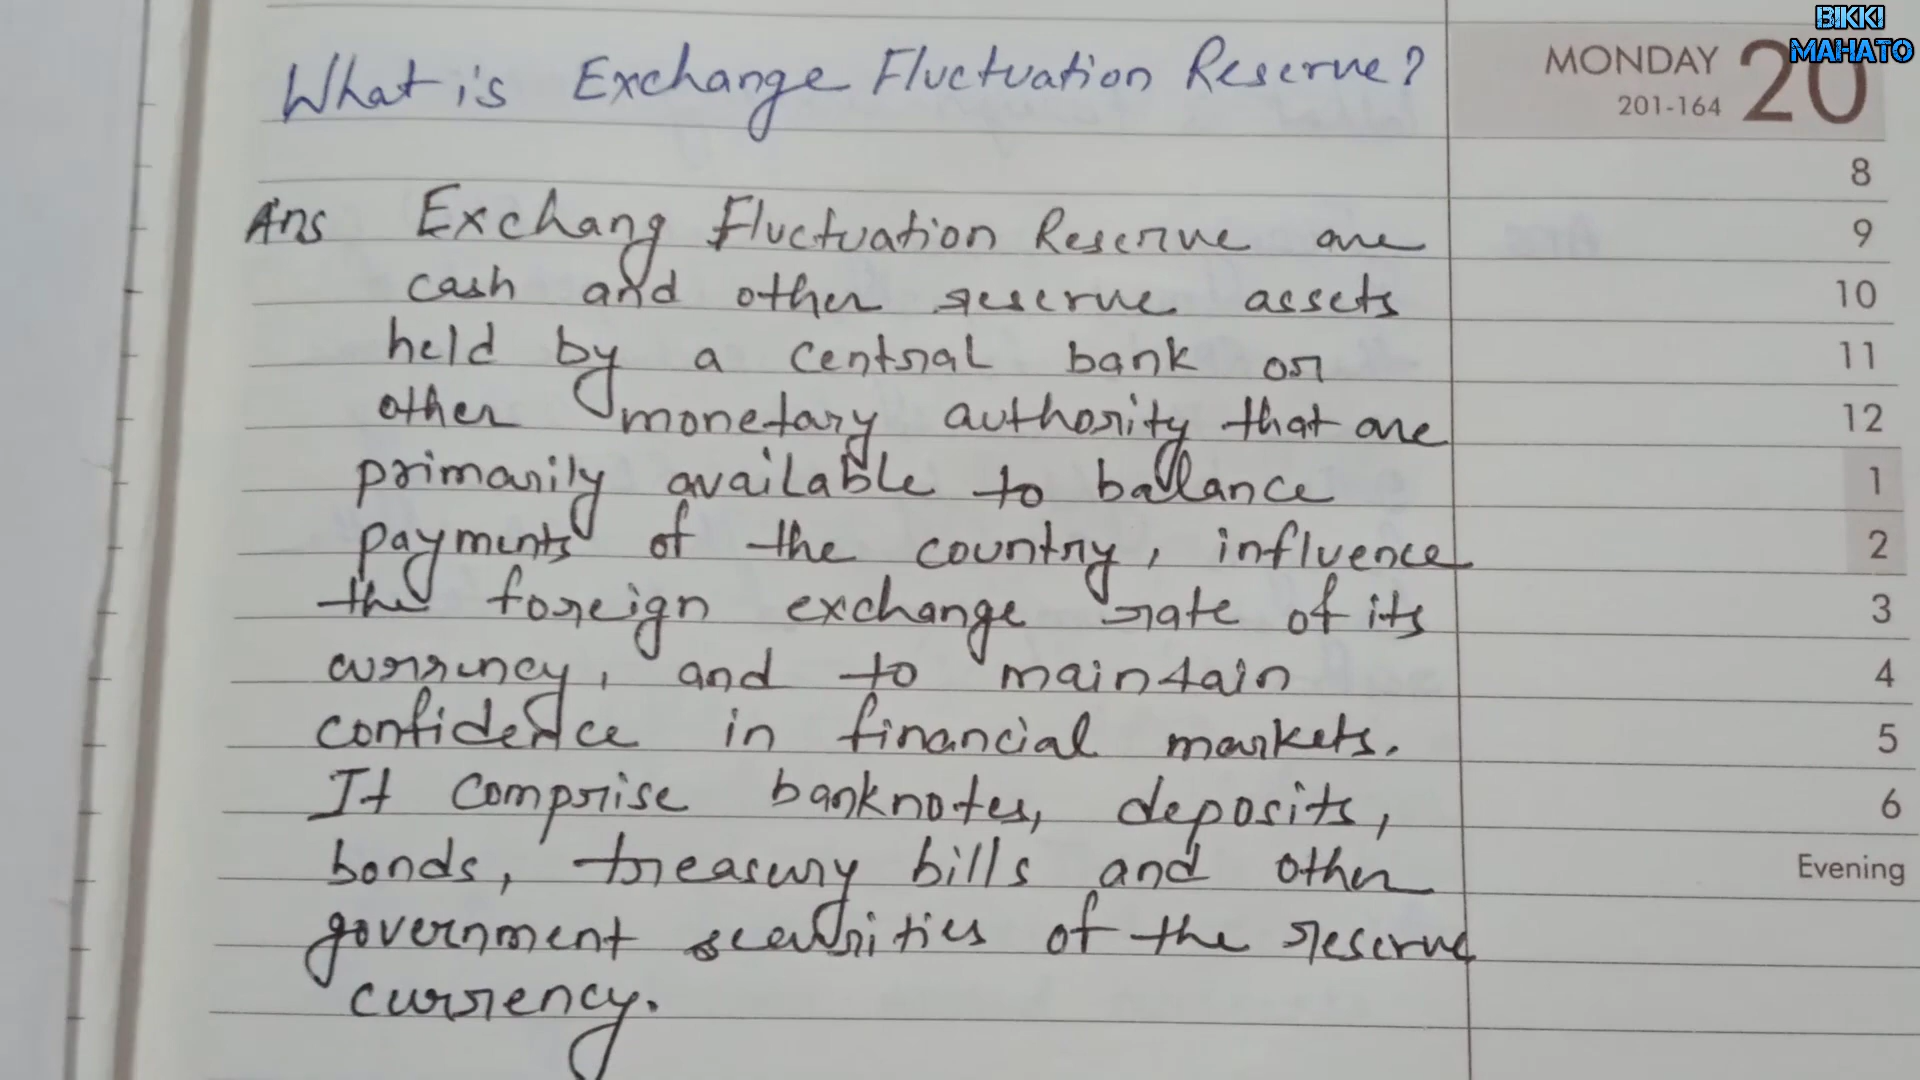 BIKKI
MAHATO
MONDAY 20
201-164
What is Exchange Fluctuation Reserve?
Ans Exchang Fluctuation Reserve are
cash and other reserve assets
held by a central bank or
other monetary authority that are
primarily available to balance
payments of the country, influence
the foreign exchange rate of its
currency, and to maintain
confidence in financial markets.
It comprise banknotes, deposits,
bonds, treasury bills and other
government securities of the reserve
currency.
8
9
10
11
12
1
2
3
4
5
6
Evening